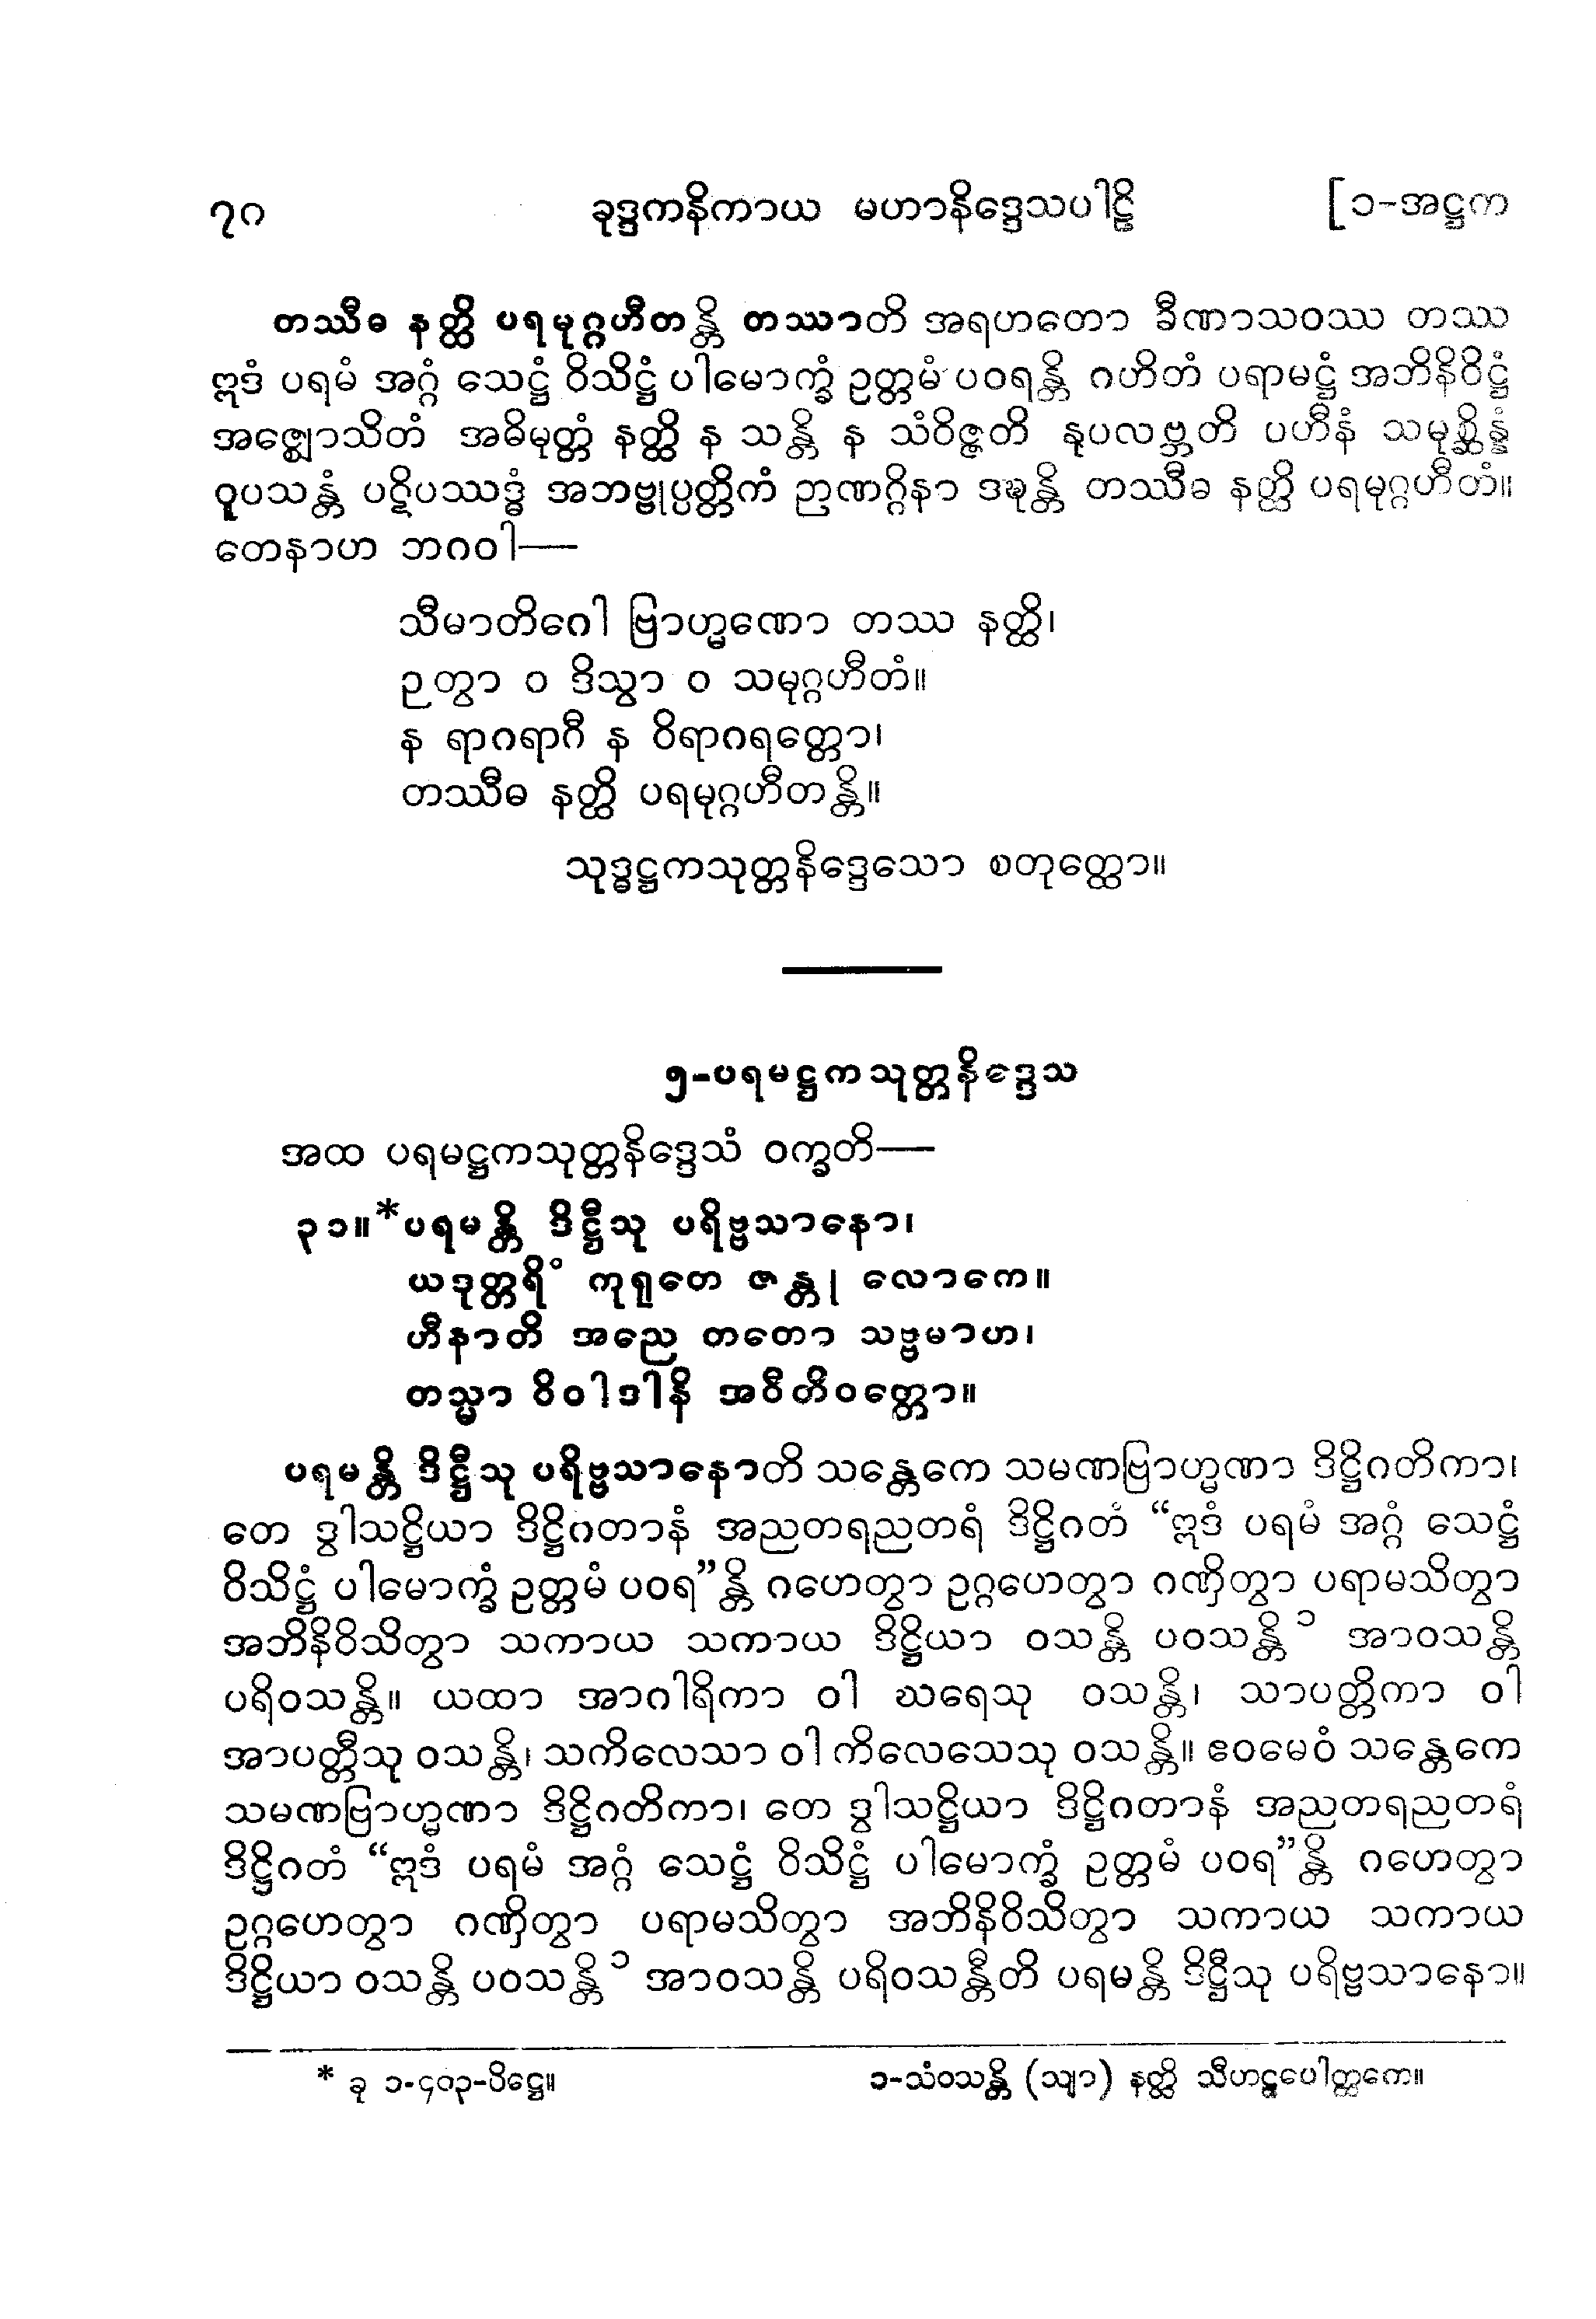 ၇၀ ခုဒ္ဒကနိကာယ မဟာနိဒ္ဒေသပါဠိ [၁-အဋ္ဌက
တဿီဓ နတ္ထိ ပရမုဂ္ဂဟီတန္တိ တဿာတိ အရဟတော ခီဏာသဝဿ တဿ
ဣဒံ ပရမံ အဂ္ဂံ သေဋ္ဌံ ဝိသိဋ္ဌံ ပါမောက္ခံ ဥတ္တမံ ပဝရန္တိ ဂဟိတံ ပရာမဋ္ဌံ အဘိနိဝိဋ္ဌံ
အဇ္ဈောသိတံ အဓိမုတ္တံ နတ္ထိ န သန္တိ န သံဝိဇ္ဇတိ နုပလဗ္ဘတိ ပဟီနံ သမုစ္ဆိန္နံ
ဝူပသန္တံ ပဋိပဿဒ္ဓံ အဘဗ္ဗုပ္ပတ္တိကံ ဉာဏဂ္ဂိနာ ဒဍ္ဎန္တိ တဿီဓ နတ္ထိ ပရမုဂ္ဂဟီတံ။
တေနာဟ ဘဂဝါ—
သီမာတိဂေါ ဗြာဟ္မဏော တဿ နတ္ထိ၊
ဉတွာ ဝ ဒိသွာ ဝ သမုဂ္ဂဟီတံ။
န ရာဂရာဂီ န ဝိရာဂရတ္တော၊
တဿီဓ နတ္ထိ ပရမုဂ္ဂဟီတန္တိ။
သုဒ္ဓဋ္ဌကသုတ္တနိဒ္ဒေသော စတုတ္ထော။
၅-ပရမဋ္ဌကသုတ္တနိဒ္ဒေသ
အထ ပရမဋ္ဌကသုတ္တနိဒ္ဒေသံ ဝက္ခတိ—
၃၁။*ပရမန္တိ ဒိဋ္ဌီသု ပရိဗ္ဗသာနော၊
ယဒုတ္တရိံ ကုရုတေ ဇန္တု လောကေ။
ဟီနာတိ အညေ တတော သဗ္ဗမာဟ၊
တသ္မာ ဝိဝါဒါနိ အဝီတိဝတ္တော။
ပရမန္တိ ဒိဋ္ဌီသု ပရိဗ္ဗသာနောတိ သန္တေကေ သမဏဗြာဟ္မဏာ ဒိဋ္ဌိဂတိကာ၊
တေ ဒွါသဋ္ဌိယာ ဒိဋ္ဌိဂတာနံ အညတရညတရံ ဒိဋ္ဌိဂတံ “ဣဒံ ပရမံ အဂ္ဂံ သေဋ္ဌံ
ဝိသိဋ္ဌံ ပါမောက္ခံ ဥတ္တမံ ပဝရ”န္တိ ဂဟေတွာ ဥဂ္ဂဟေတွာ ဂဏှိတွာ ပရာမသိတွာ
အဘိနိဝိသိတွာ သကာယ သကာယ ဒိဋ္ဌိယာ ဝသန္တိ ပဝသန္တိ၁ အာဝသန္တိ
ပရိဝသန္တိ။ ယထာ အာဂါရိကာ ဝါ ဃရေသု ဝသန္တိ၊ သာပတ္တိကာ ဝါ
အာပတ္တီသု ဝသန္တိ၊ သကိလေသာ ဝါ ကိလေသေသု ဝသန္တိ။ ဧဝမေဝံ သန္တေကေ
သမဏဗြာဟ္မဏာ ဒိဋ္ဌိဂတိကာ၊ တေ ဒွါသဋ္ဌိယာ ဒိဋ္ဌိဂတာနံ အညတရညတရံ
ဒိဋ္ဌိဂတံ “ဣဒံ ပရမံ အဂ္ဂံ သေဋ္ဌံ ဝိသိဋ္ဌံ ပါမောက္ခံ ဥတ္တမံ ပဝရ”န္တိ ဂဟေတွာ
ဥဂ္ဂဟေတွာ ဂဏှိတွာ ပရာမသိတွာ အဘိနိဝိသိတွာ သကာယ သကာယ
ဒိဋ္ဌိယာ ဝသန္တိ ပဝသန္တိ၁ အာဝသန္တိ ပရိဝသန္တီတိ ပရမန္တိ ဒိဋ္ဌီသု ပရိဗ္ဗသာနော။
* ခု ၁-၄၀၃-ပိဋ္ဌေ။ ၁-သံဝသန္တိ (သျာ) နတ္ထိ သီဟဠပေါတ္ထကေ။